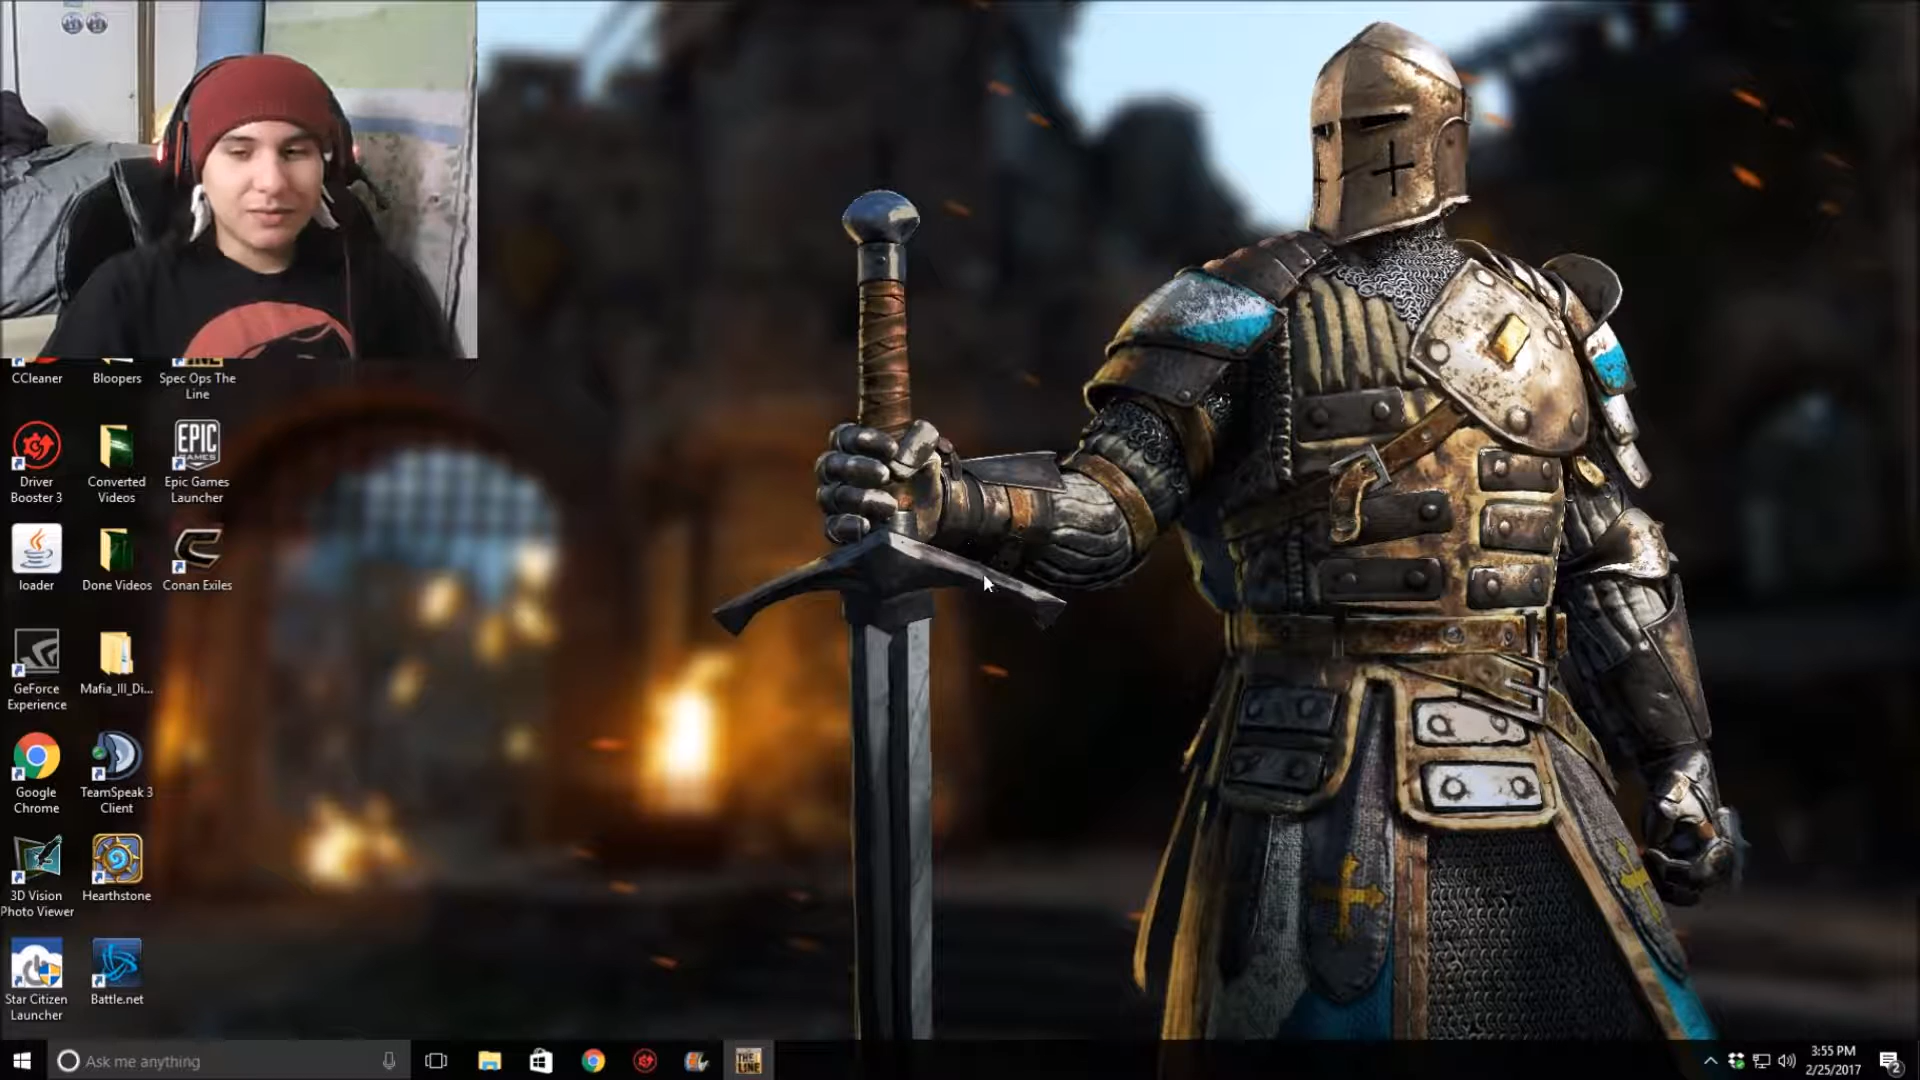 CCleaner
Bloopers
Spec Ops The
Line
Driver
Booster 3
Converted
Videos
EPIC
GAMES
Epic Games
Launcher
loader
Done Videos
Conan Exiles
GeForce
Experience
Mafia_III_Di...
Google
Chrome
TeamSpeak 3
Client
3D Vision
Photo Viewer
Hearthstone
Star Citizen
Launcher
Battle.net
Ask me anything
THE
LINE
3:55 PM
2/25/2017
2